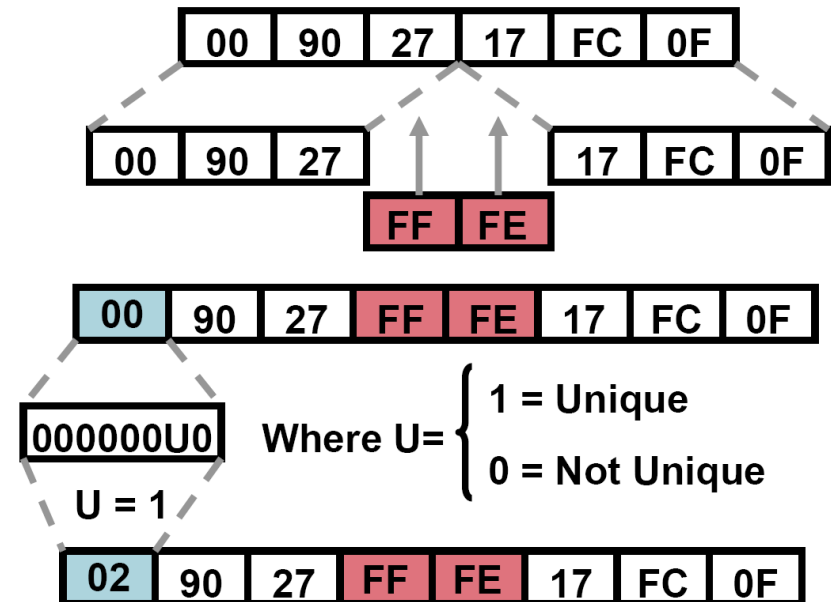 00 90 27 17 FC 0F
00 90 27 17 FC 0F
FF FE
00 90 27 FF FE 17 FC 0F
1 = Unique
000000U0 Where U=
0 = Not Unique
U = 1
02 90 27 FF FE 17 FC 0F